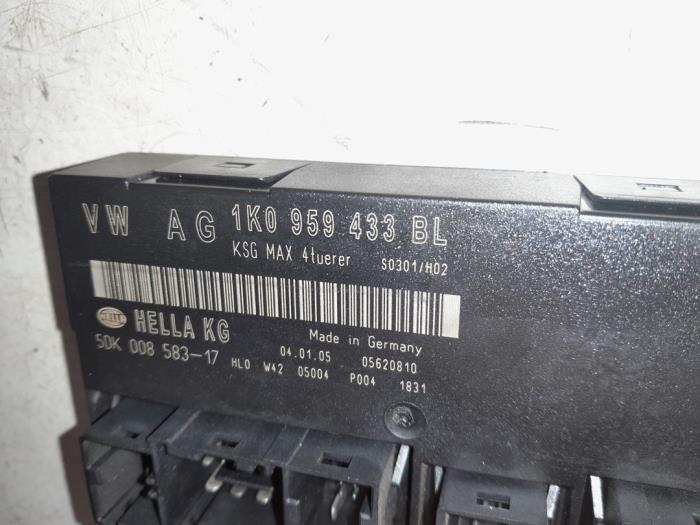 VW AG 1K0 959 433 BL
KSG MAX 4tuerer S0301/H02
HELLA KG Made in Germany
5DK 008 583-17 04.01.05 05620810
HLO W42 05004 P004 1831